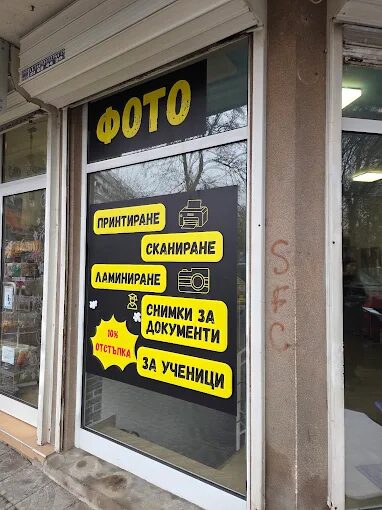 ФОТО
ПРИНТИРАНЕ
СКАНИРАНЕ
ЛАМИНИРАНЕ
СНИМКИ ЗА
ДОКУМЕНТИ
10%
ОТСТЪПКА
ЗА УЧЕНИЦИ
SFC